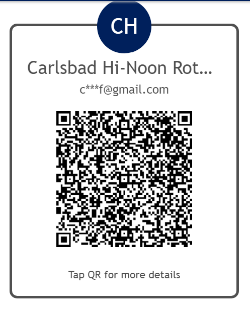 CH
Carlsbad Hi-Noon Rot...
c***f@gmail.com
Tap QR for more details